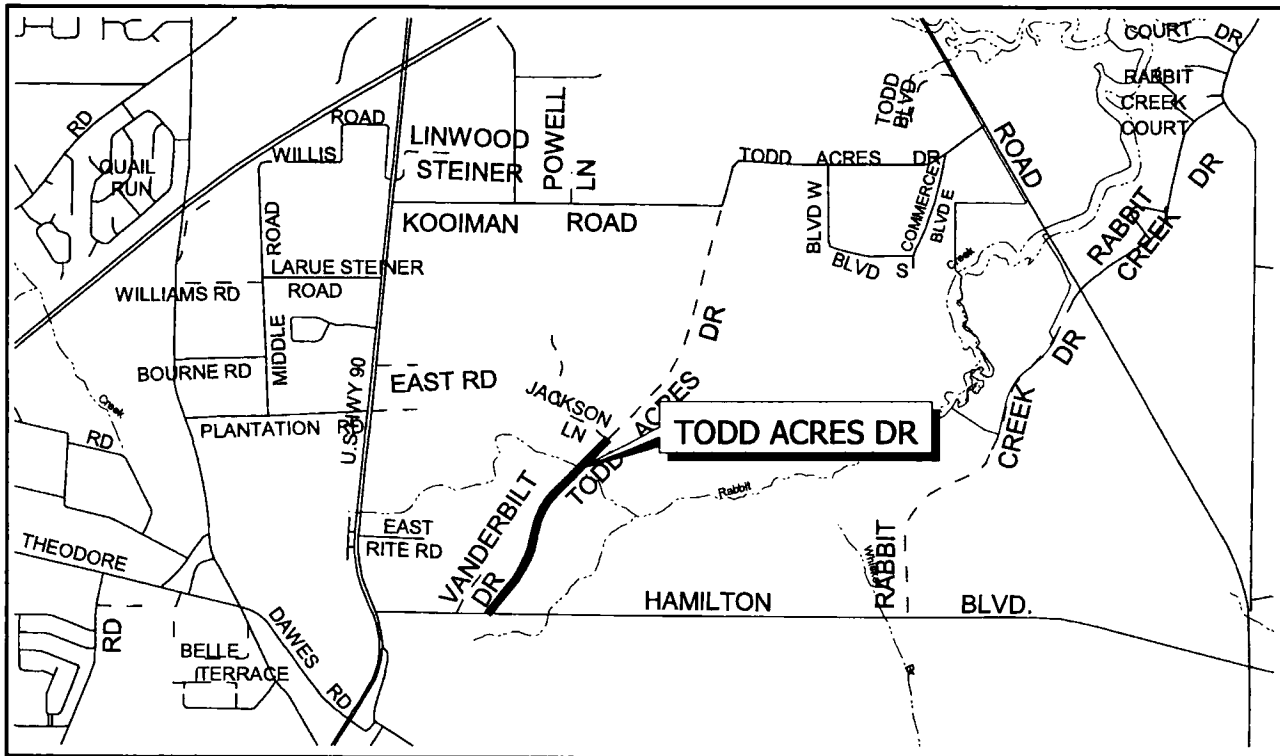 COURT DR
RABBIT
CREEK
COURT
TODD
BLVD
ROAD
RD
QUAIL
RUN
ROAD
WILLIS
LINWOOD
STEINER
POWELL
LN
TODD ACRES DR
BLVD W
COMMERCE
BLVD E
BLVD S
KOOIMAN ROAD
RABBIT
CREEK
DR
ROAD
LARUE STEINER
ROAD
WILLIAMS RD
Creek
MIDDLE
BOURNE RD
U.S. HWY 90
EAST RD
DR
JACKSON
LN
TODD ACRES
TODD ACRES DR
PLANTATION RD
Creek
RD
DR
CREEK
RABBIT
Rabbit
VANDERBILT
DR
EAST
RITE RD
THEODORE
HAMILTON BLVD.
Br
RD
BELLE
TERRACE
DAWES
RD